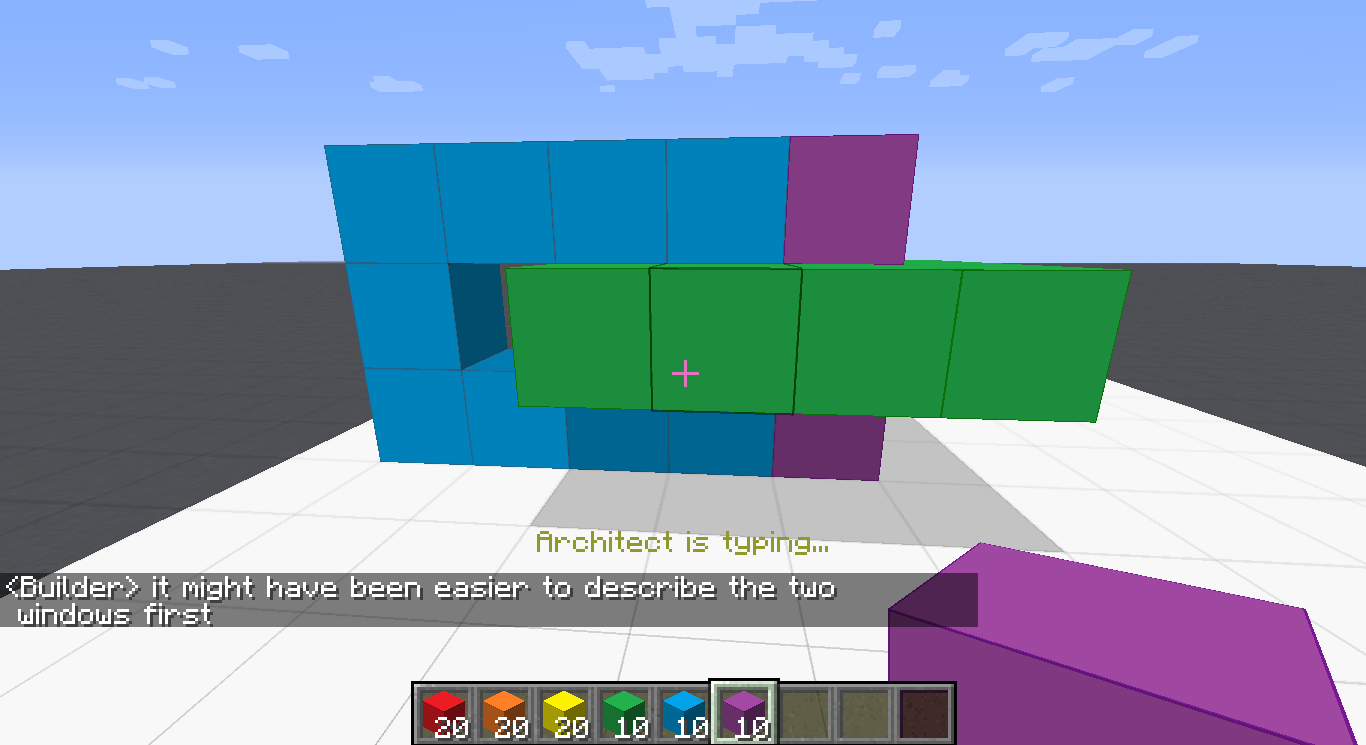 Architect is typing...
<Builder> it might have been easier to describe the two
windows first
20 20 20 10 10 10